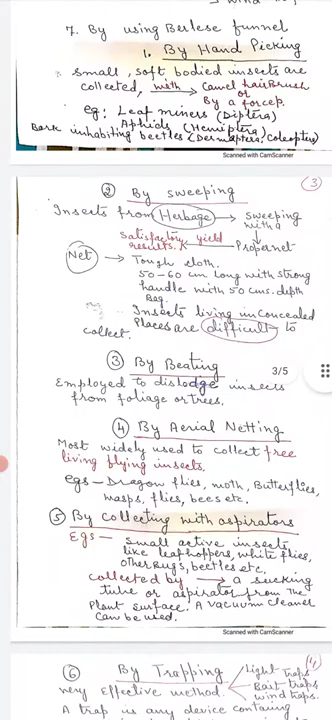 7. By using Berlese funnel
1. By Hand Picking
Small, soft bodied insects are
collected, with → Camel hair Brush
or
By a forcep.
eg: Leaf miners (Diptera)
Aphids (Hemiptera)
Bark inhabiting beetles (Dermaptera, Coleoptera)
Scanned with CamScanner
3
② By Sweeping
Insects from Herbage → Sweeping
with a
Satisfactory yield
results. ← Proper net
Net → Tough cloth.
50-60 cm long with strong
handle with 50 cms. depth
Bag.
Insects living in concealed
Places are difficult to
collect.
③ By Beating
3/5
Employed to dislodge insects
from foliage or trees.
④ By Aerial Netting
Most widely used to collect free
living flying insects.
egs - Dragon flies, moth, Butterflies,
wasps, flies, bees etc.
⑤ By collecting with aspirators
Egs - Small active insects
like leafhoppers, white flies,
other bugs, beetles etc.
collected by → a sucking
tube or aspirator from the
Plant surface. A vacuum cleaner
can be used.
Scanned with CamScanner
(4)
⑥ By Trapping
Light Traps
very Effective method. Bait traps
wind traps.
A trap is any device containg